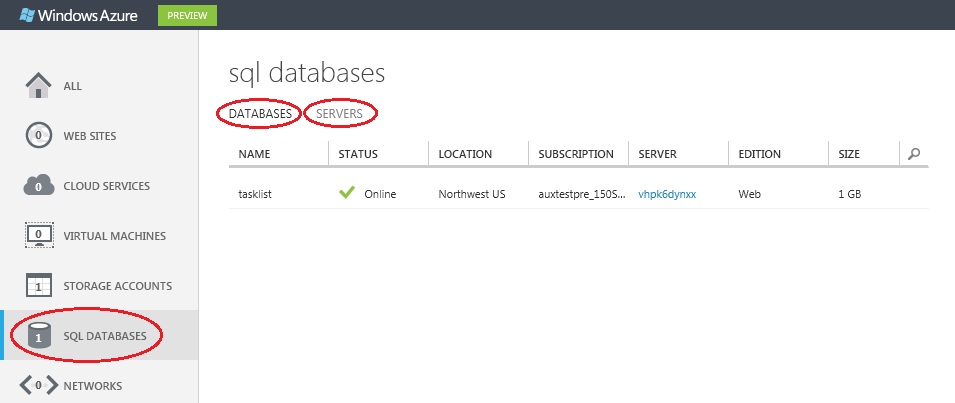 Windows Azure PREVIEW
ALL
0 WEB SITES
0 CLOUD SERVICES
0 VIRTUAL MACHINES
1 STORAGE ACCOUNTS
1 SQL DATABASES
0 NETWORKS
sql databases
DATABASES SERVERS
NAME STATUS LOCATION SUBSCRIPTION SERVER EDITION SIZE
tasklist Online Northwest US auxtestpre_150S... vhpk6dynxx Web 1 GB